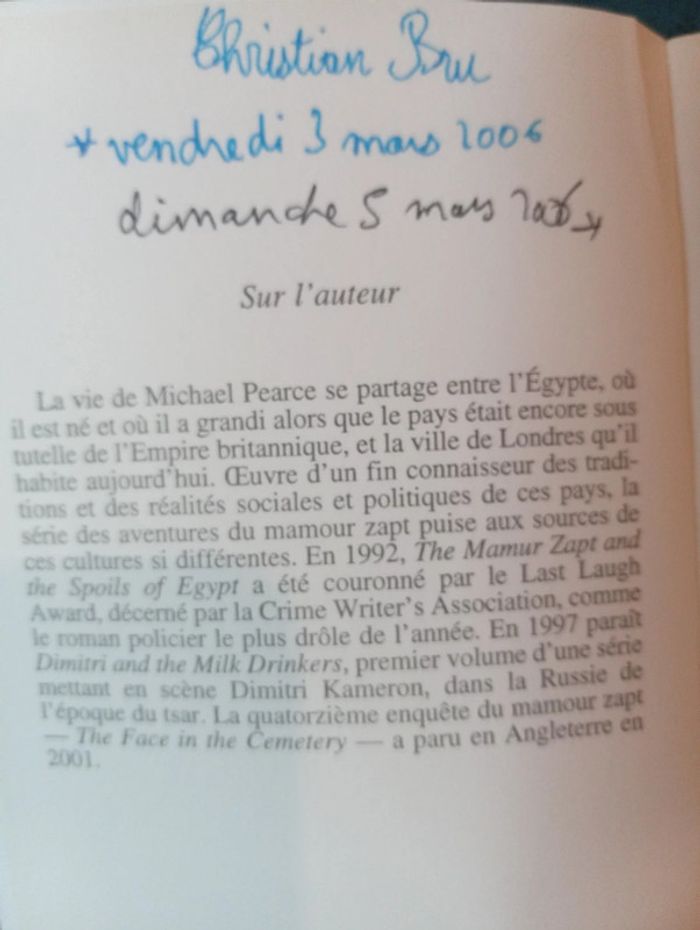 Christian Bru
* vendredi 3 mars 2006
dimanche 5 mars 2006
Sur l'auteur
La vie de Michael Pearce se partage entre l'Égypte, où
il est né et où il a grandi alors que le pays était encore sous
tutelle de l'Empire britannique, et la ville de Londres qu'il
habite aujourd'hui. Œuvre d'un fin connaisseur des tradi-
tions et des réalités sociales et politiques de ces pays, la
série des aventures du mamour zapt puise aux sources de
ces cultures si différentes. En 1992, The Mamur Zapt and
the Spoils of Egypt a été couronné par le Last Laugh
Award, décerné par la Crime Writer's Association, comme
le roman policier le plus drôle de l'année. En 1997 paraît
Dimitri and the Milk Drinkers, premier volume d'une série
mettant en scène Dimitri Kameron, dans la Russie de
l'époque du tsar. La quatorzième enquête du mamour zapt
— The Face in the Cemetery — a paru en Angleterre en
2001.